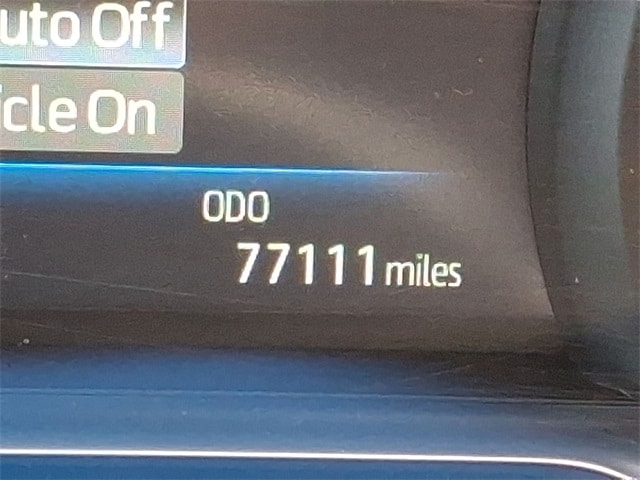 uto Off
icle On
ODO
77111 miles